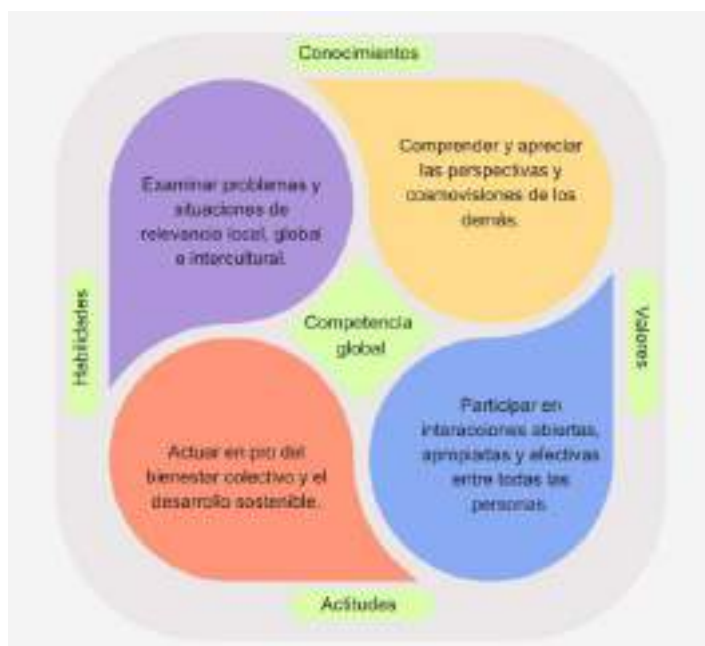 Conocimientos
Examinar problemas y
situaciones de
relevancia local, global
e intercultural.
Comprender y apreciar
las perspectivas y
cosmovisiones de los
demás.
Habilidades
Competencia
global
Valores
Actuar en pro del
bienestar colectivo y el
desarrollo sostenible.
Participar en
interacciones abiertas,
apropiadas y efectivas
entre todas las
personas.
Actitudes